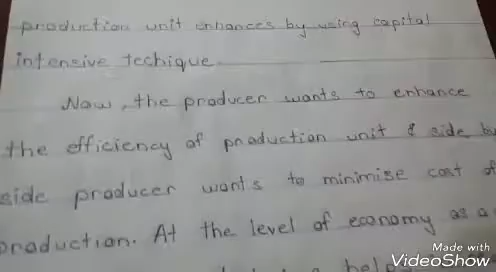 production unit enhances by using capital
intensive techique
Now, the producer wants to enhance
the efficiency of production unit & side by
side producer wants to minimise cost of
production. At the level of economy as a
Made with
VideoShow